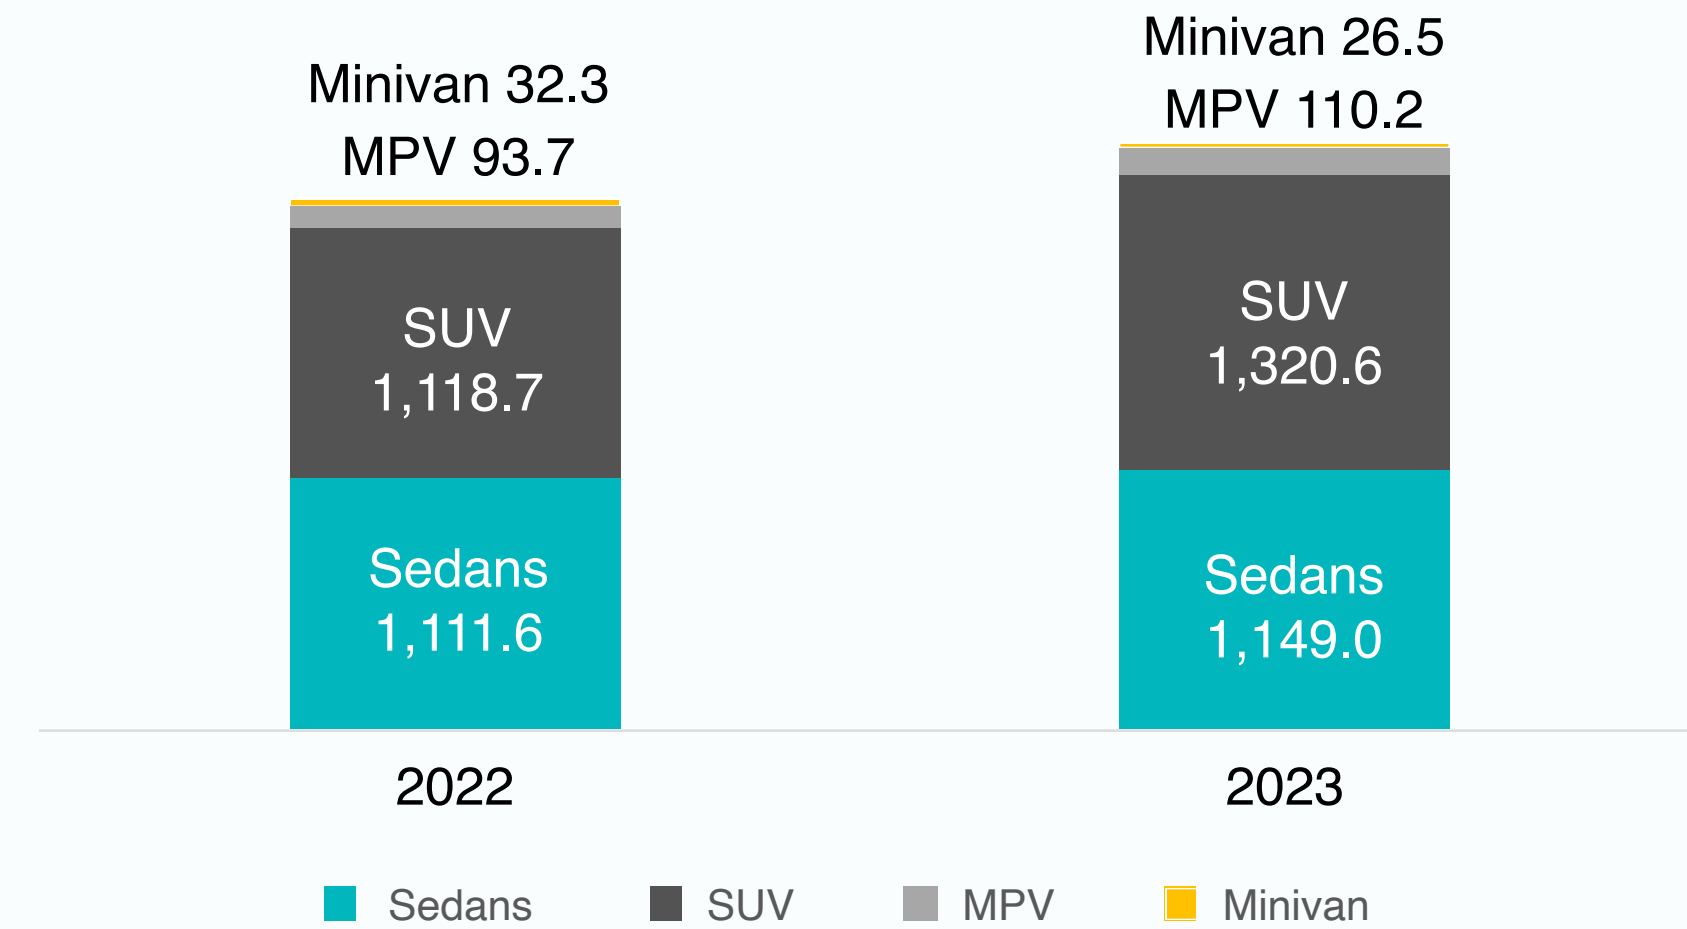 Minivan 32.3
MPV 93.7
SUV
1,118.7
Sedans
1,111.6
2022
Minivan 26.5
MPV 110.2
SUV
1,320.6
Sedans
1,149.0
2023
Sedans
SUV
MPV
Minivan